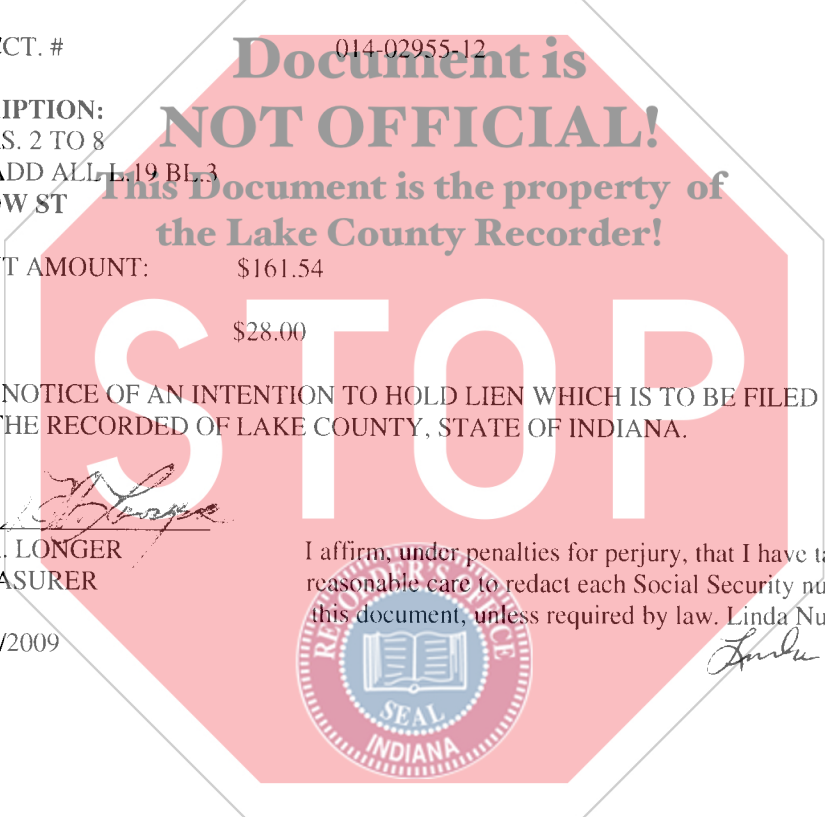 CCT. # 014-02955-12
Document is
IPTION:
NOT OFFICIAL!
S. 2 TO 8
ADD ALL L.19 BL.3
This Document is the property of
OW ST
the Lake County Recorder!
T AMOUNT: $161.54
$28.00
STOP
NOTICE OF AN INTENTION TO HOLD LIEN WHICH IS TO BE FILED
THE RECORDED OF LAKE COUNTY, STATE OF INDIANA.
. LONGER
ASURER
I affirm, under penalties for perjury, that I have ta
reasonable care to redact each Social Security nu
this document, unless required by law. Linda Nu
/2009
RECORDER'S OFFICE
SEAL
INDIANA